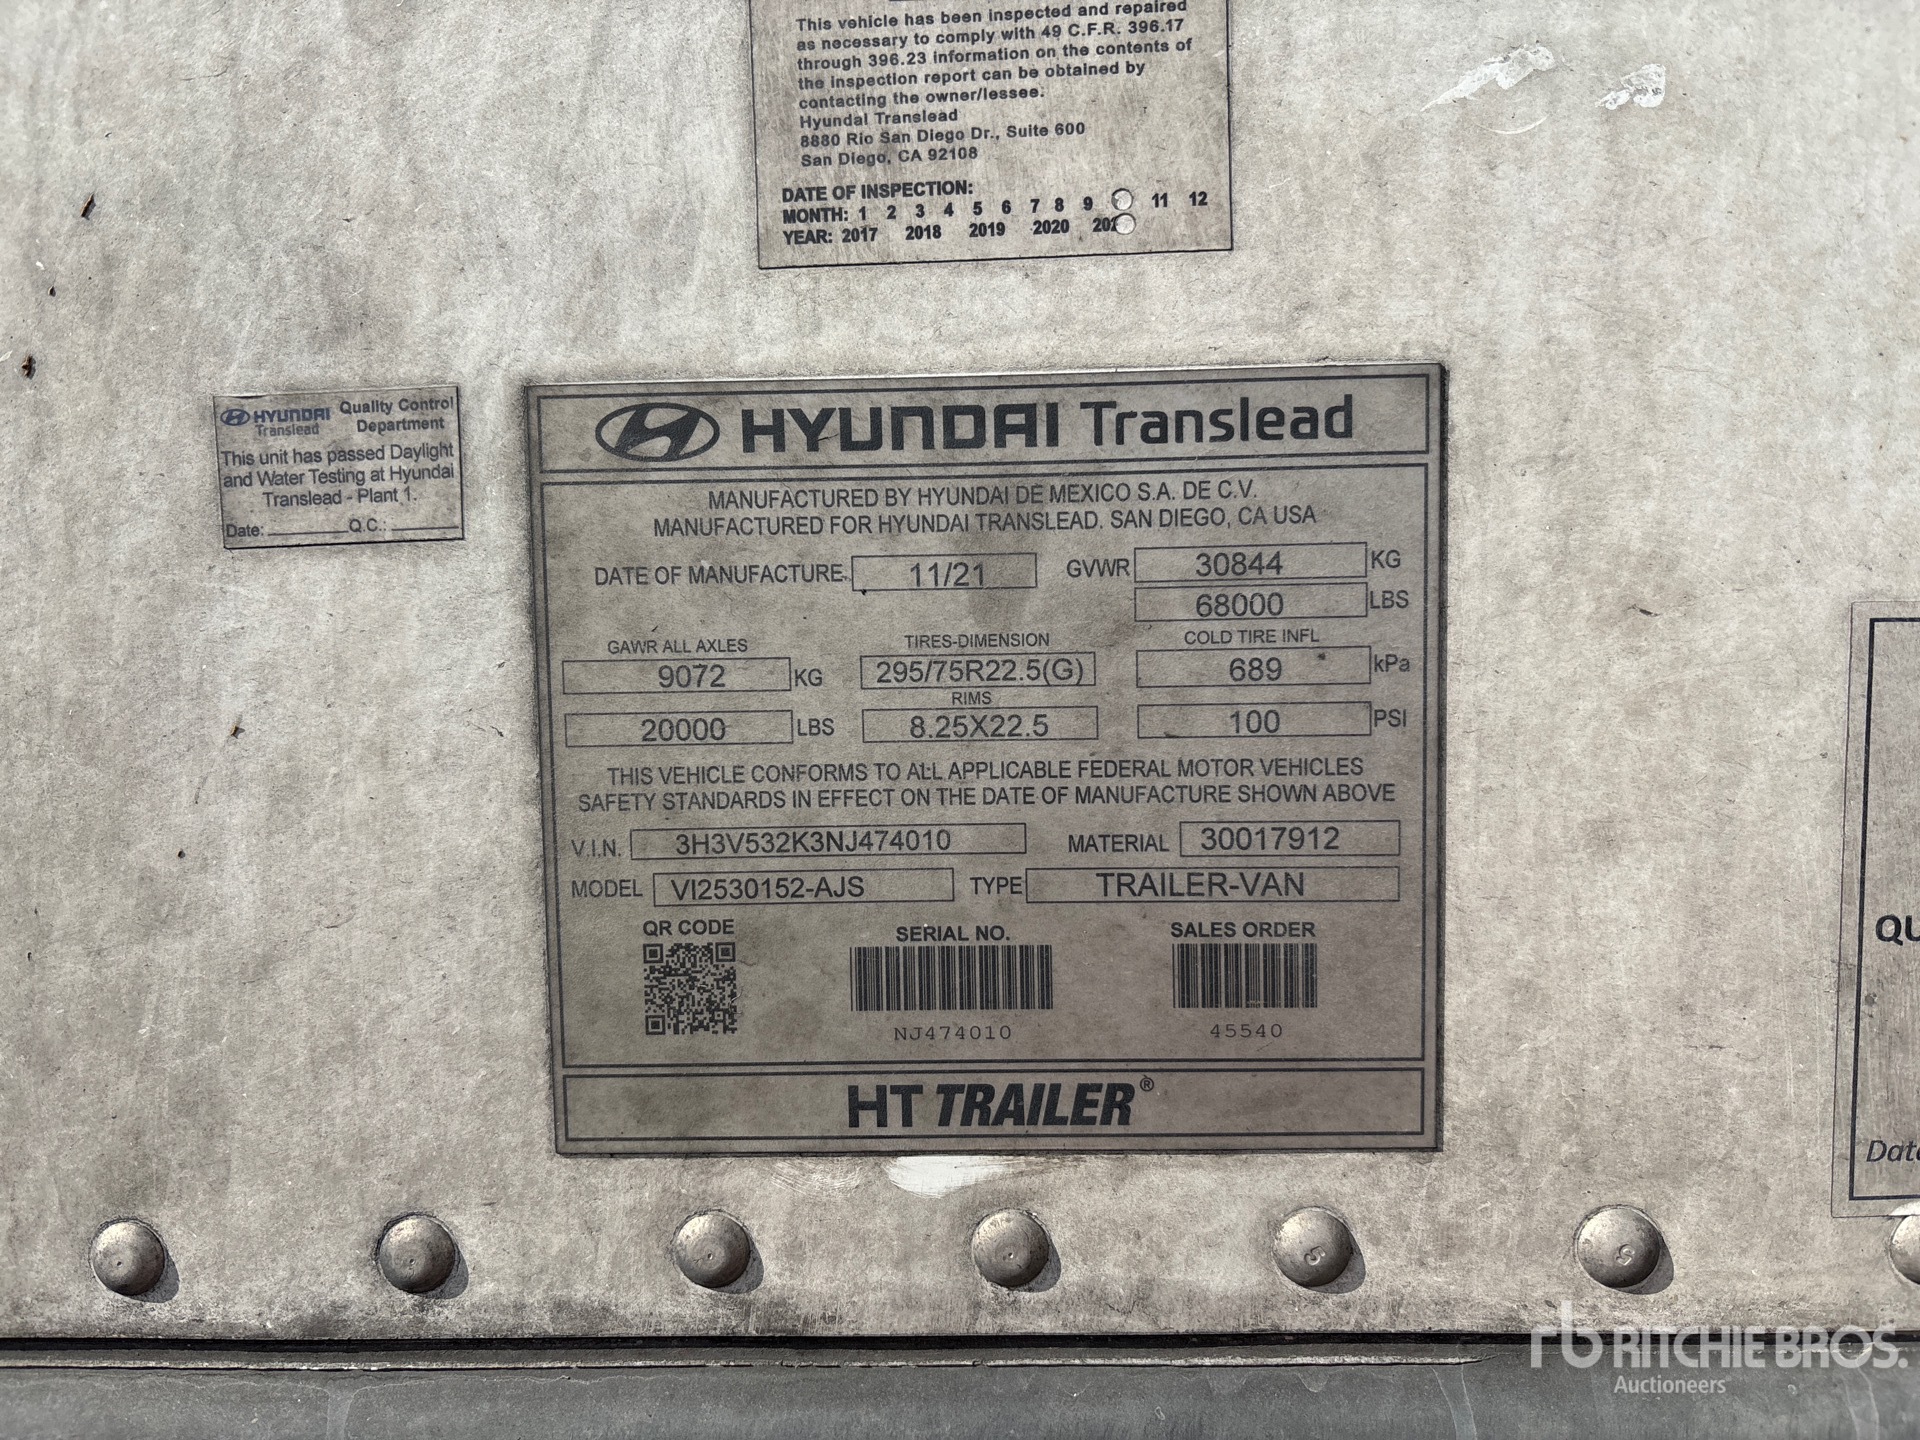 This vehicle has been inspected and repaired
as necessary to comply with 49 C.F.R. 396.17
through 396.23 information on the contents of
the inspection report can be obtained by
contacting the owner/lessee.
Hyundai Translead
8880 Rio San Diego Dr., Suite 600
San Diego, CA 92108
DATE OF INSPECTION:
MONTH: 1 2 3 4 5 6 7 8 9 11 12
YEAR: 2017 2018 2019 2020
HYUNDAI Translead
Quality Control
Department
This unit has passed Daylight
and Water Testing at Hyundai
Translead - Plant 1.
Date: Q.C.:
HYUNDAI Translead
MANUFACTURED BY HYUNDAI DE MEXICO S.A. DE C.V.
MANUFACTURED FOR HYUNDAI TRANSLEAD. SAN DIEGO, CA USA
DATE OF MANUFACTURE 11/21 GVWR 30844 KG
68000 LBS
GAWR ALL AXLES TIRES-DIMENSION COLD TIRE INFL
9072 KG 295/75R22.5(G) 689 kPa
RIMS
20000 LBS 8.25X22.5 100 PSI
THIS VEHICLE CONFORMS TO ALL APPLICABLE FEDERAL MOTOR VEHICLES
SAFETY STANDARDS IN EFFECT ON THE DATE OF MANUFACTURE SHOWN ABOVE
V.I.N. 3H3V532K3NJ474010 MATERIAL 30017912
MODEL VI2530152-AJS TYPE TRAILER-VAN
QR CODE SERIAL NO. SALES ORDER
NJ474010 45540
HT TRAILER®
QU
Dat
rb RITCHIE BROS.
Auctioneers